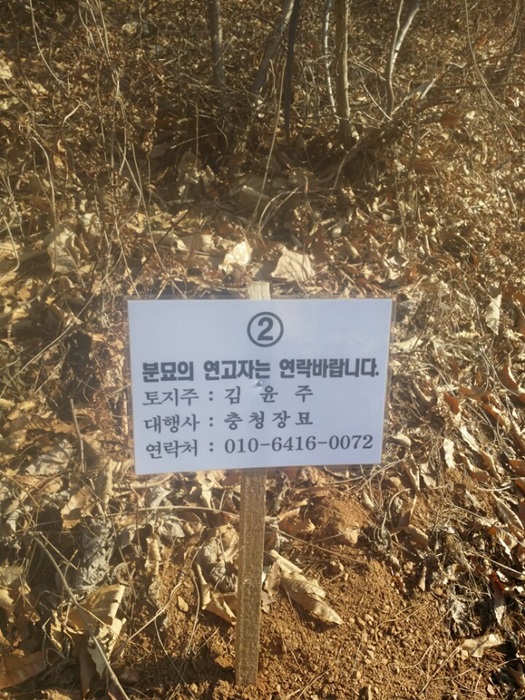 ②
분묘의 연고자는 연락바랍니다.
토지주 : 김 윤 주
대행사 : 충청장묘
연락처 : 010-6416-0072